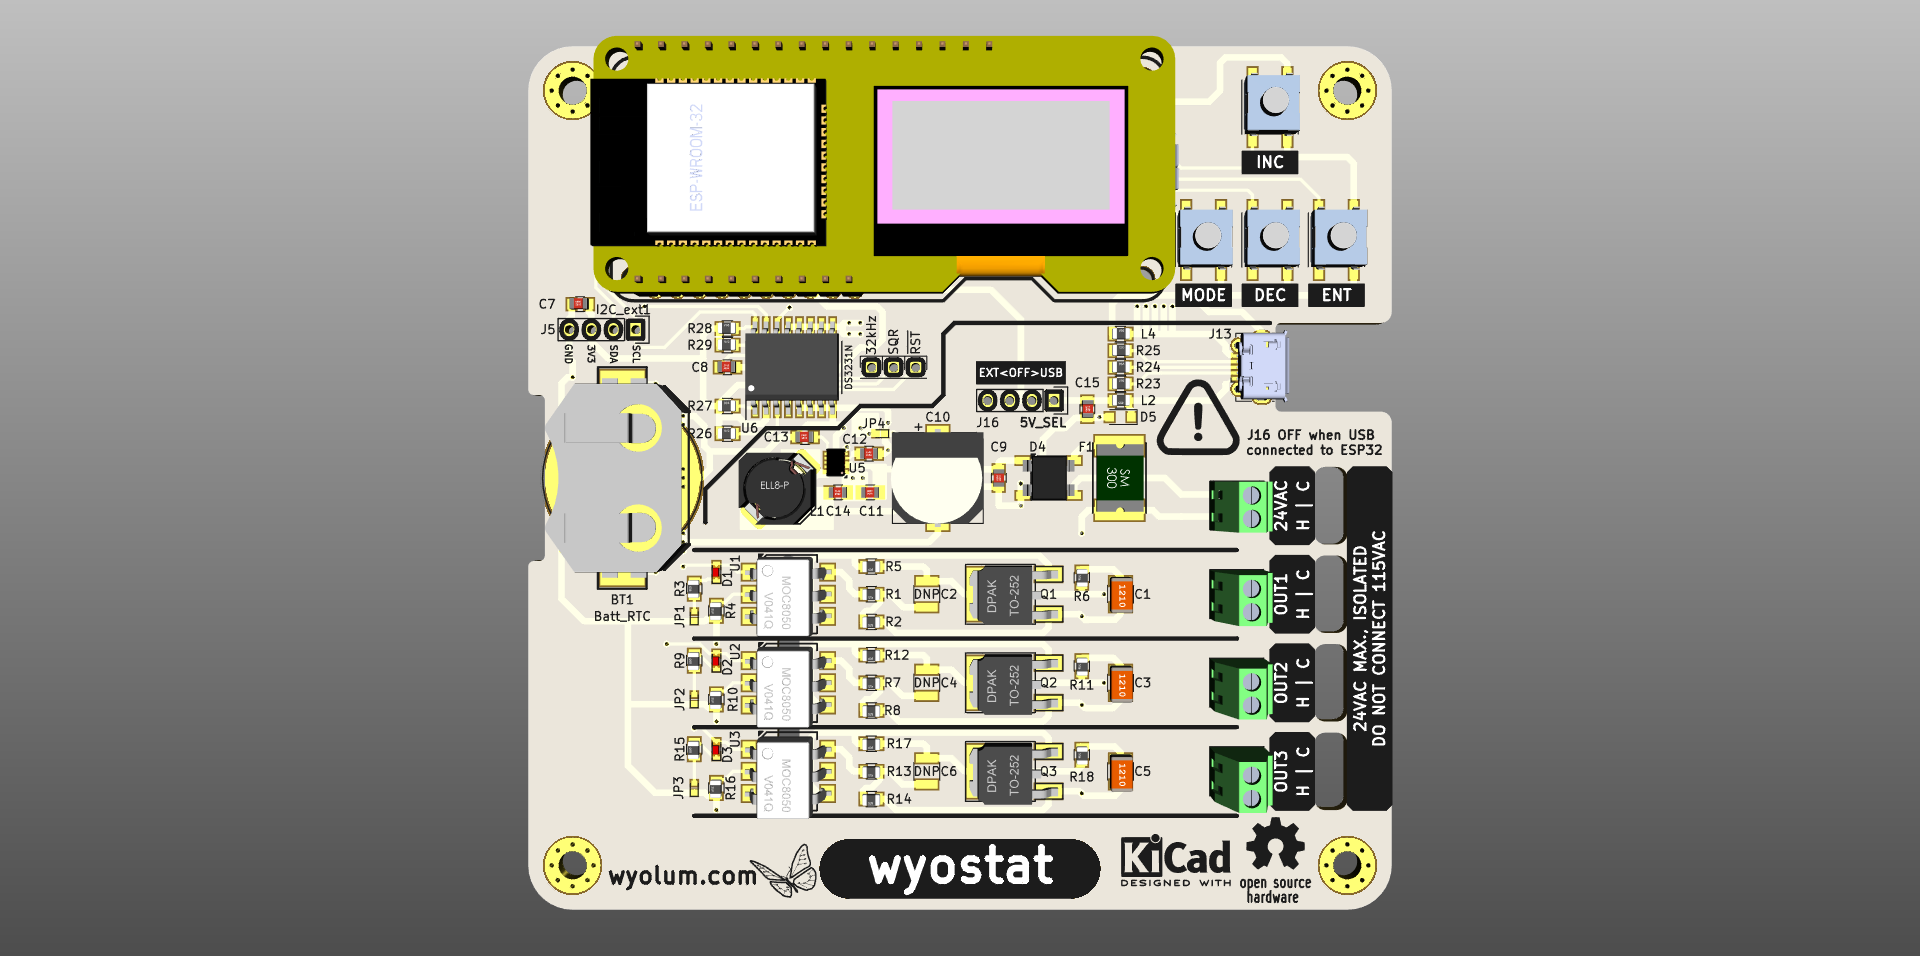 ESP-WROOM-32
INC
MODE
DEC
ENT
C7
I2C_ext1
J5
GND
3V3
SDA
SCL
R28
R29
C8
R27
R26
U6
DS3231N
32kHz
SQR
RST
EXT<OFF>USB
J16
5V_SEL
C15
L4
R25
R24
R23
L2
D5
J13
J16 OFF when USB
connected to ESP32
C13
C12
JP4
U5
C10
+
C9
D4
F1
SM
300
ELL8-P
C14
C11
BT1
Batt_RTC
24VAC
H | C
OUT1
H | C
OUT2
H | C
OUT3
H | C
24VAC MAX., ISOLATED
DO NOT CONNECT 115VAC
R3
D1
U1
JP1
R4
MOC8050
V041Q
R5
R1
R2
DNP
C2
DPAK
TO-252
Q1
R6
1210
C1
R9
D2
U2
JP2
R10
MOC8050
V041Q
R12
R7
R8
DNP
C4
DPAK
TO-252
Q2
R11
1210
C3
R15
D3
U3
JP3
R16
MOC8050
V041Q
R17
R13
R14
DNP
C6
DPAK
TO-252
Q3
R18
1210
C5
wyolum.com
wyostat
KiCad
DESIGNED WITH
open source
hardware